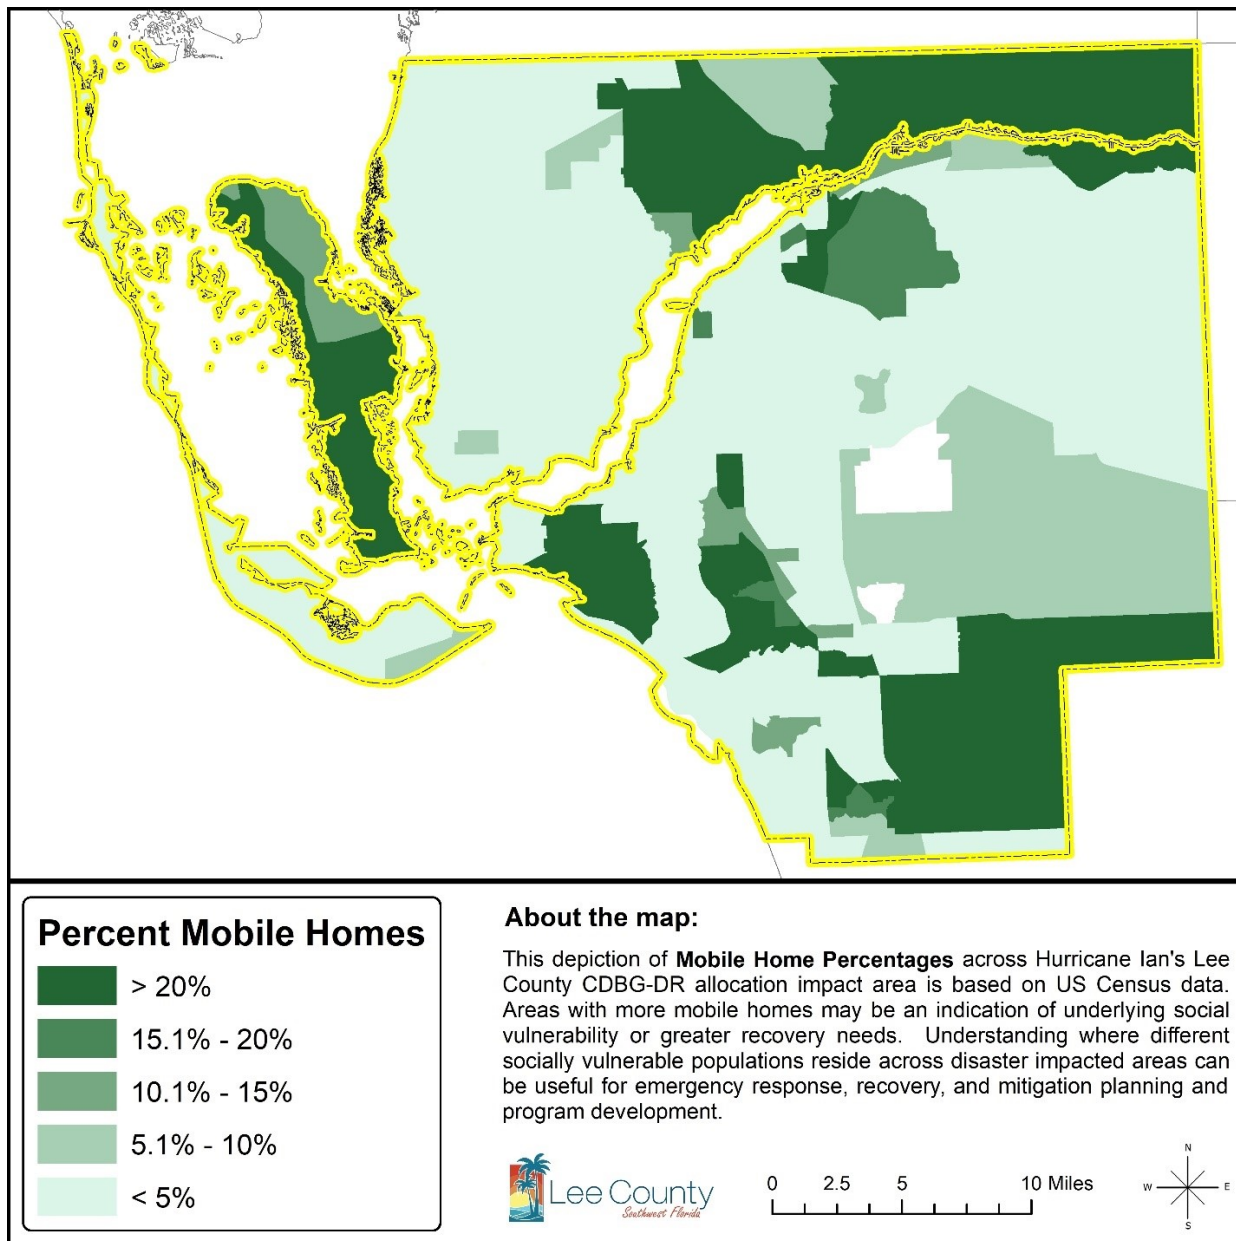 Percent Mobile Homes
> 20%
15.1% - 20%
10.1% - 15%
5.1% - 10%
< 5%
About the map:
This depiction of Mobile Home Percentages across Hurricane Ian's Lee
County CDBG-DR allocation impact area is based on US Census data.
Areas with more mobile homes may be an indication of underlying social
vulnerability or greater recovery needs. Understanding where different
socially vulnerable populations reside across disaster impacted areas can
be useful for emergency response, recovery, and mitigation planning and
program development.
Lee County
Southwest Florida
0 2.5 5 10 Miles
N
W E
S